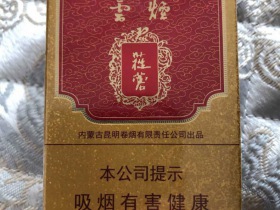 雲煙
内蒙古昆明卷烟有限责任公司出品
本公司提示
吸烟有害健康